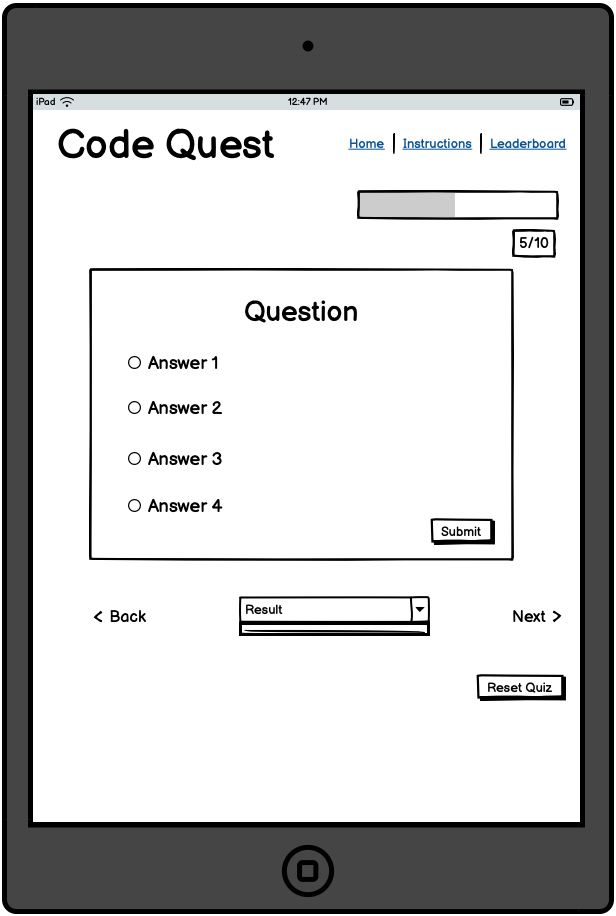 iPad 12:47 PM
Code Quest
Home Instructions Leaderboard
5/10
Question
Answer 1
Answer 2
Answer 3
Answer 4
Submit
< Back Result Next >
Reset Quiz